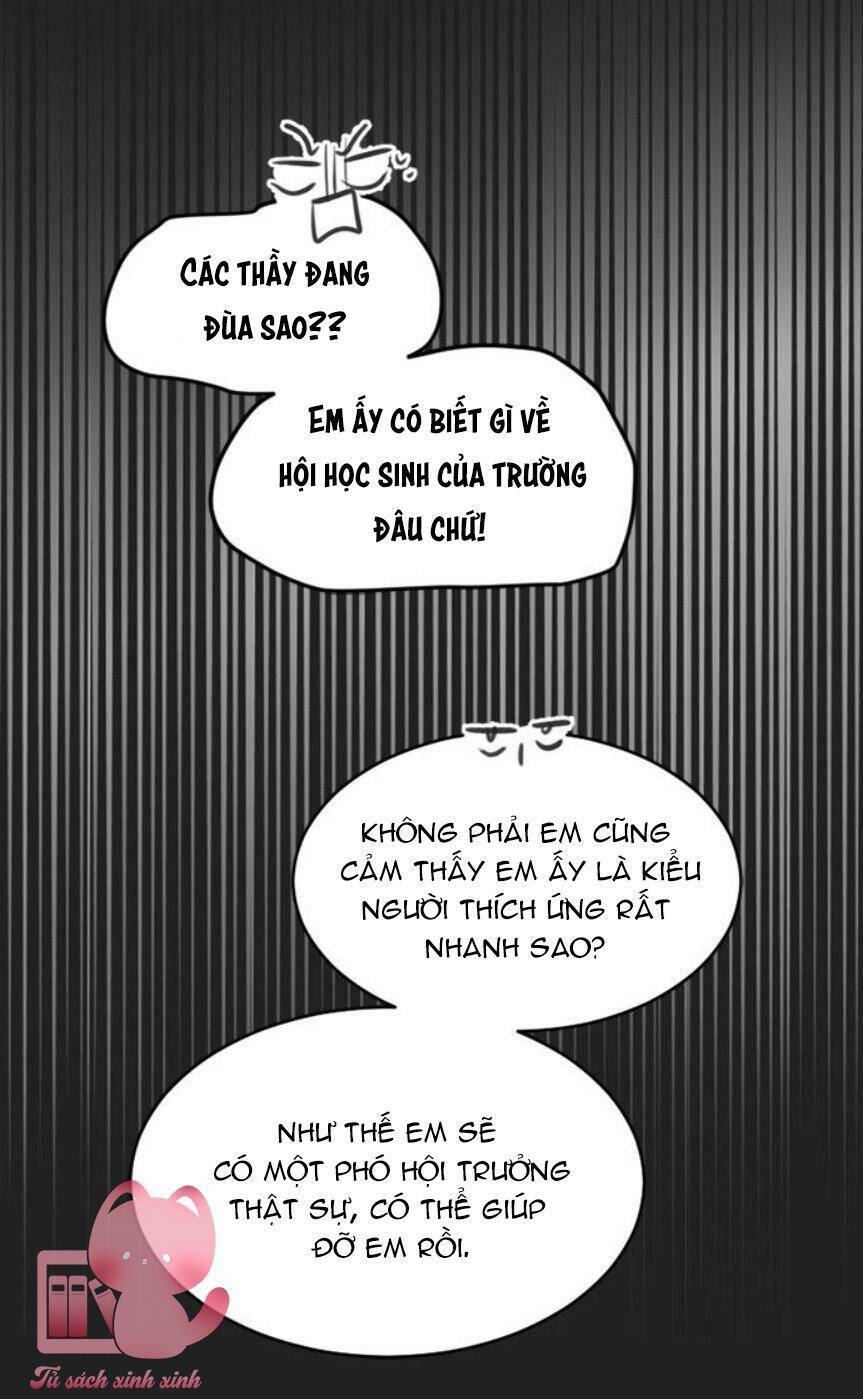 CÁC THẦY ĐANG
ĐÙA SAO??
EM ẤY CÓ BIẾT GÌ VỀ
HỘI HỌC SINH CỦA TRƯỜNG
ĐÂU CHỨ!
KHÔNG PHẢI EM CŨNG
CẢM THẤY EM ẤY LÀ KIỂU
NGƯỜI THÍCH ỨNG RẤT
NHANH SAO?
NHƯ THẾ EM SẼ
CÓ MỘT PHÓ HỘI TRƯỞNG
THẬT SỰ, CÓ THỂ GIÚP
ĐỠ EM RỒI.
Tủ sách xinh xinh